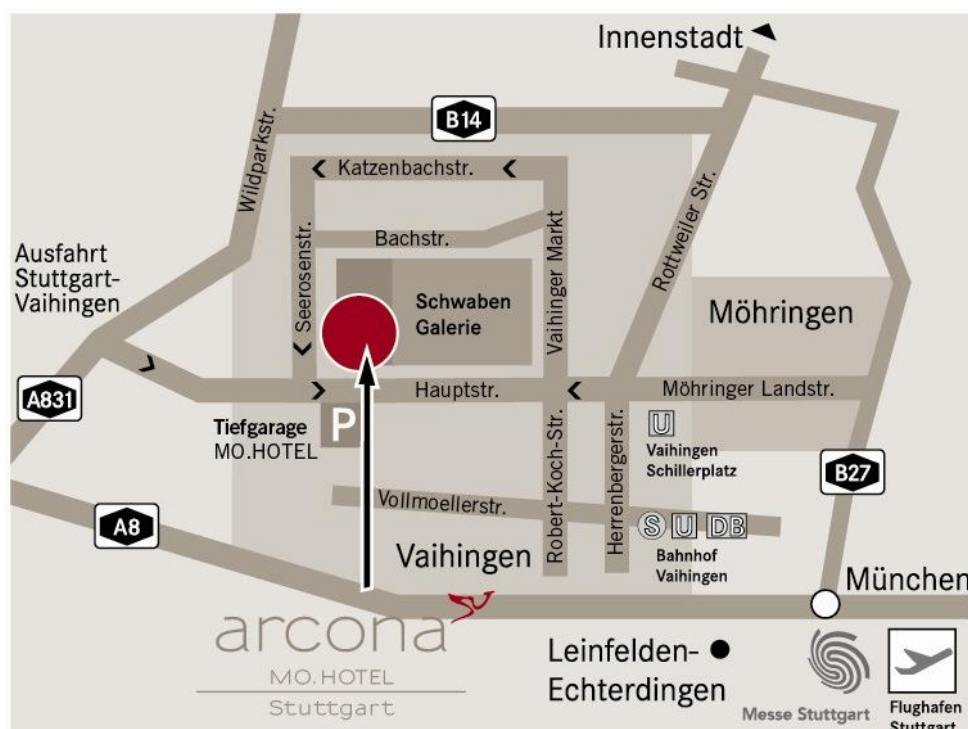 Innenstadt
B14
Wildparkstr.
Katzenbachstr.
Rottweiler Str.
Bachstr.
Seerosenstr.
Vaihinger Markt
Ausfahrt
Stuttgart-
Vaihingen
Schwaben
Galerie
Möhringen
A831
Hauptstr.
Möhringer Landstr.
Tiefgarage
MO.HOTEL
P
U
Vaihingen
Schillerplatz
Robert-Koch-Str.
Herrenbergerstr.
B27
Vollmoellerstr.
A8
S U DB
Bahnhof
Vaihingen
Vaihingen
München
arcona
MO.HOTEL
Stuttgart
Leinfelden-
Echterdingen
Messe Stuttgart
Flughafen
Stuttgart